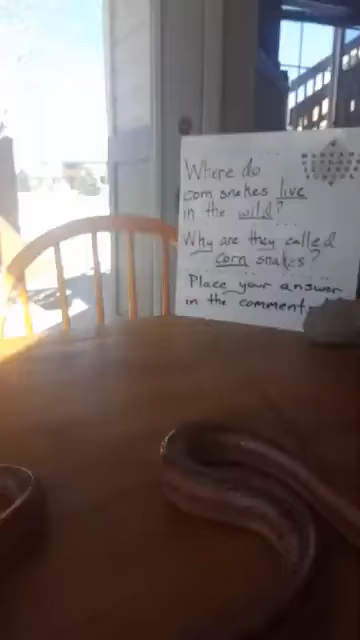 Where do
corn snakes live
in the wild?
Why are they called
corn snakes?
Place your answer
in the comment